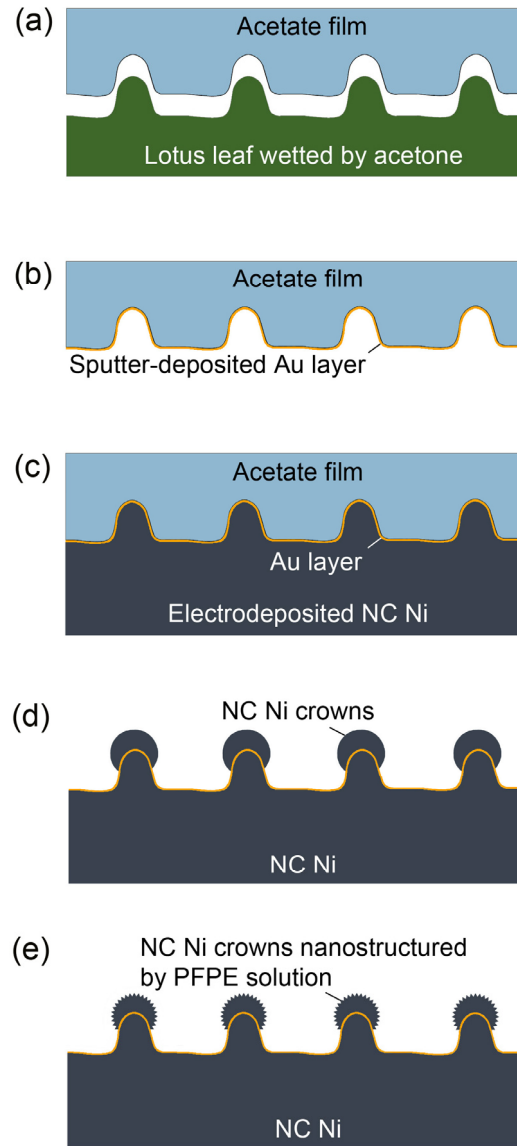 (a)
Acetate film
Lotus leaf wetted by acetone
(b)
Acetate film
Sputter-deposited Au layer
(c)
Acetate film
Au layer
Electrodeposited NC Ni
(d)
NC Ni crowns
NC Ni
(e)
NC Ni crowns nanostructured
by PFPE solution
NC Ni